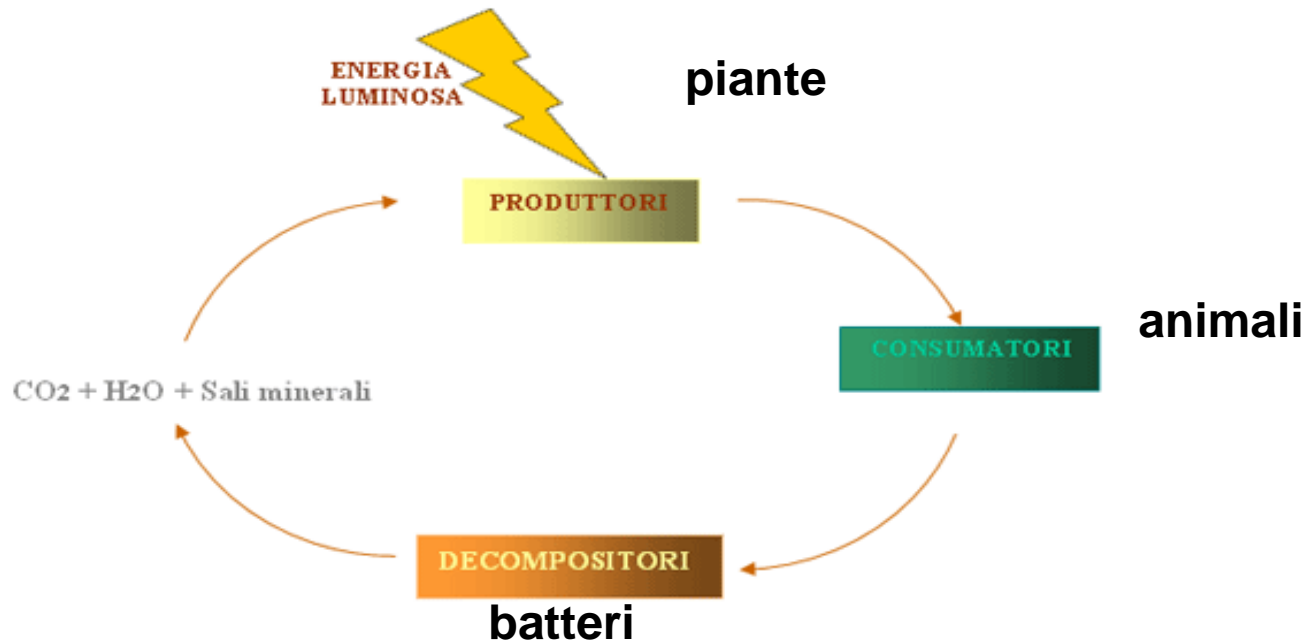 ENERGIA
LUMINOSA
piante
PRODUTTORI
animali
CONSUMATORI
CO2 + H2O + Sali minerali
DECOMPOSITORI
batteri